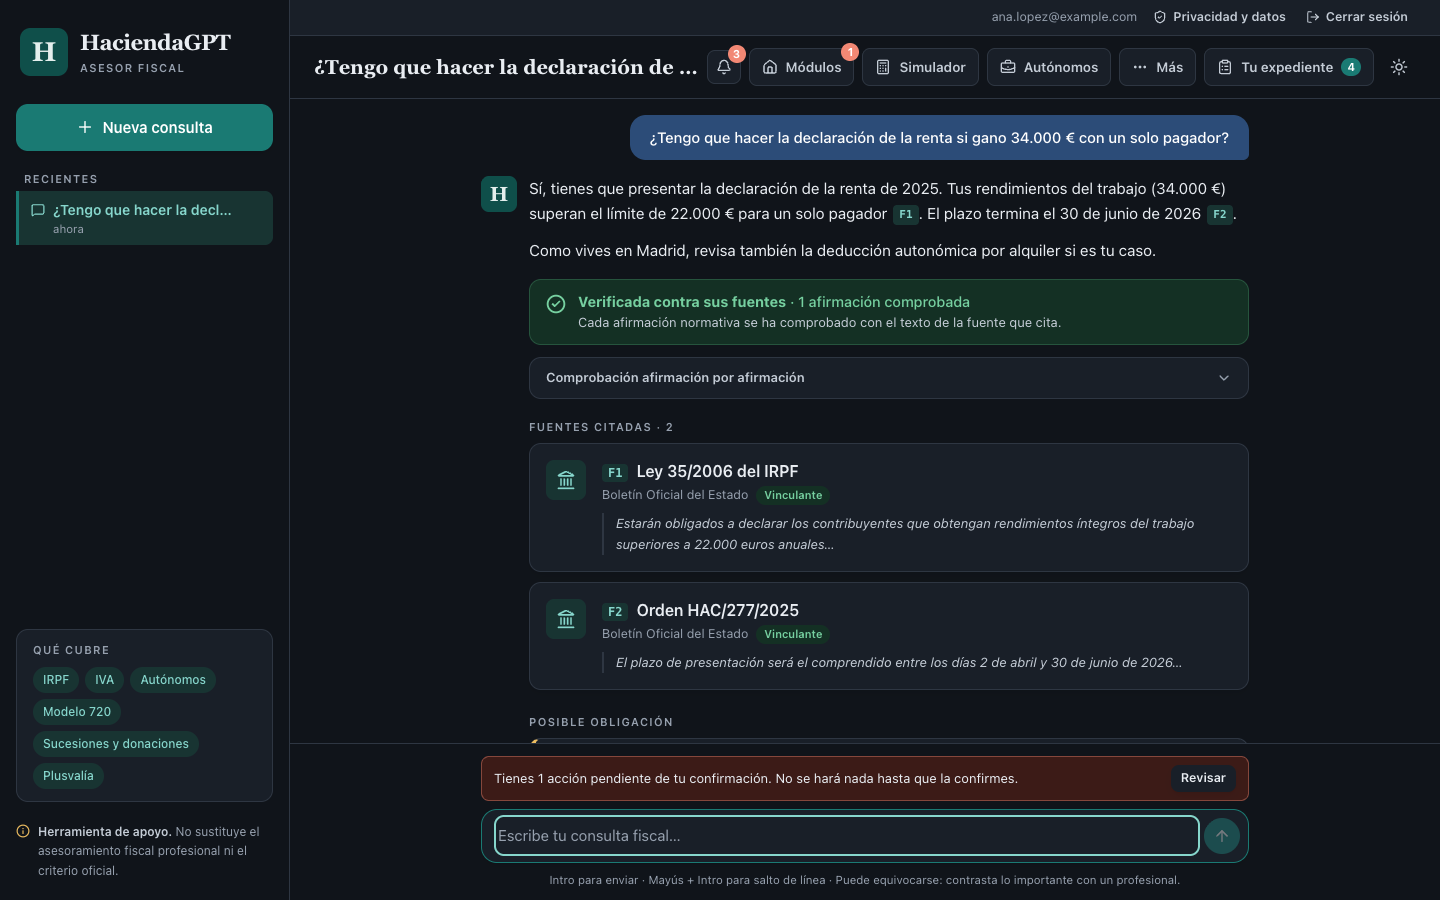 H
HaciendaGPT
ASESOR FISCAL
Nueva consulta
RECIENTES
¿Tengo que hacer la decl...
ahora
QUÉ CUBRE
IRPF
IVA
Autónomos
Modelo 720
Sucesiones y donaciones
Plusvalía
Herramienta de apoyo. No sustituye el
asesoramiento fiscal profesional ni el
criterio oficial.
ana.lopez@example.com
Privacidad y datos
Cerrar sesión
¿Tengo que hacer la declaración de ...
3
Módulos
1
Simulador
Autónomos
Más
Tu expediente
4
¿Tengo que hacer la declaración de la renta si gano 34.000 € con un solo pagador?
H
Sí, tienes que presentar la declaración de la renta de 2025. Tus rendimientos del trabajo (34.000 €)
superan el límite de 22.000 € para un solo pagador F1. El plazo termina el 30 de junio de 2026 F2.
Como vives en Madrid, revisa también la deducción autonómica por alquiler si es tu caso.
Verificada contra sus fuentes · 1 afirmación comprobada
Cada afirmación normativa se ha comprobado con el texto de la fuente que cita.
Comprobación afirmación por afirmación
FUENTES CITADAS · 2
F1 Ley 35/2006 del IRPF
Boletín Oficial del Estado Vinculante
Estarán obligados a declarar los contribuyentes que obtengan rendimientos íntegros del trabajo
superiores a 22.000 euros anuales...
F2 Orden HAC/277/2025
Boletín Oficial del Estado Vinculante
El plazo de presentación será el comprendido entre los días 2 de abril y 30 de junio de 2026...
POSIBLE OBLIGACIÓN
Tienes 1 acción pendiente de tu confirmación. No se hará nada hasta que la confirmes.
Revisar
Escribe tu consulta fiscal...
Intro para enviar · Mayús + Intro para salto de línea · Puede equivocarse: contrasta lo importante con un profesional.